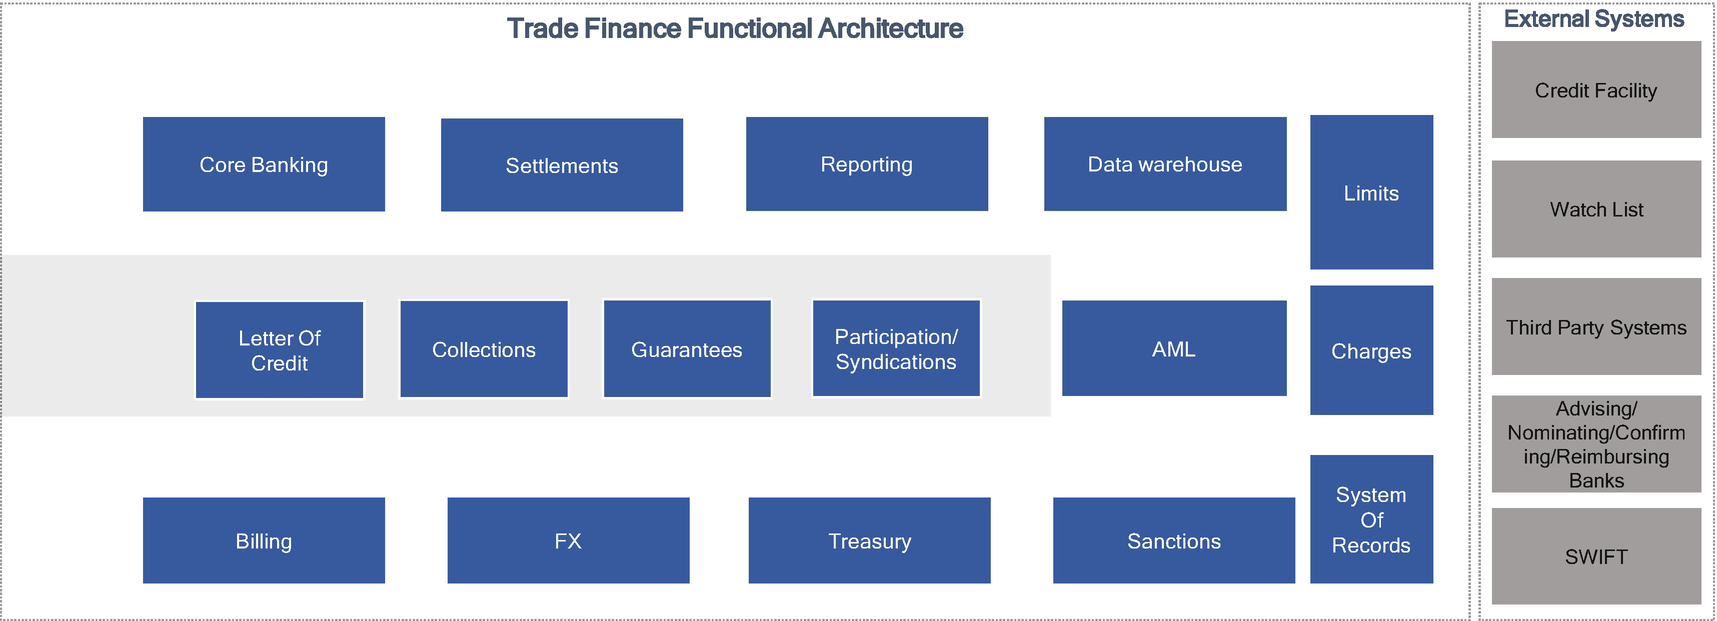 Trade Finance Functional Architecture
Core Banking
Settlements
Reporting
Data warehouse
Limits
Letter Of
Credit
Collections
Guarantees
Participation/
Syndications
AML
Charges
Billing
FX
Treasury
Sanctions
System
Of
Records
External Systems
Credit Facility
Watch List
Third Party Systems
Advising/
Nominating/Confirm
ing/Reimbursing
Banks
SWIFT